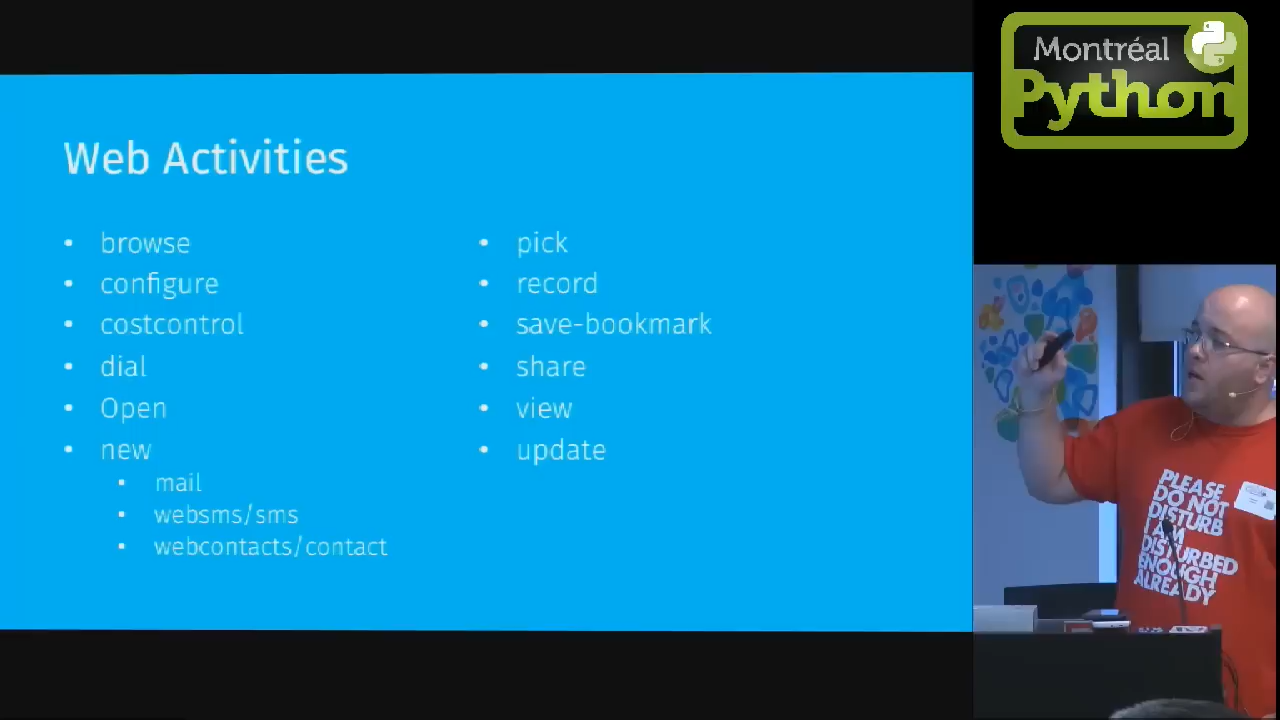 Web Activities
browse
configure
costcontrol
dial
Open
new
mail
websms/sms
webcontacts/contact
pick
record
save-bookmark
share
view
update
Montréal
Python
PLEASE
DO NOT
DISTURB
I AM
DISTURBED
ENOUGH
ALREADY